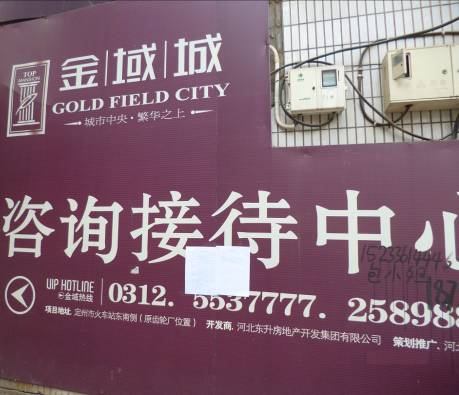 TOP
MANSION
金域城
GOLD FIELD CITY
·城市中央·繁华之上·
咨询接待中心
VIP HOTLINE
金域热线
0312. 5537777. 258988
项目地址: 定州市火车站东南侧(原齿轮厂位置) 开发商: 河北东升房地产开发集团有限公司 策划推广: 河北